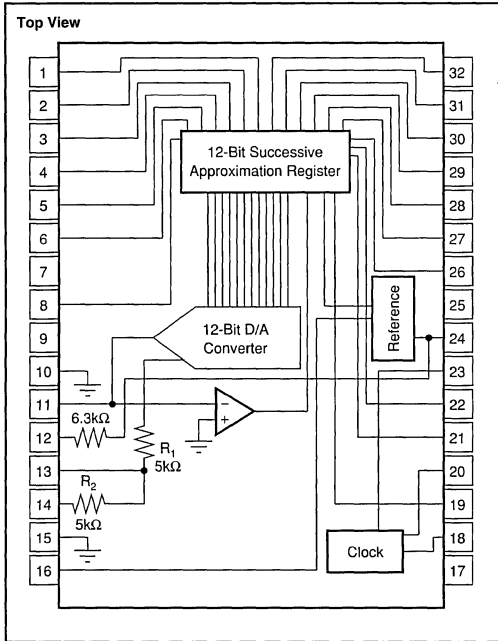 Top View
1
2
3
4
5
6
7
8
9
10
11
12
13
14
15
16
32
31
30
29
28
27
26
25
24
23
22
21
20
19
18
17
12-Bit Successive
Approximation Register
Reference
12-Bit D/A
Converter
−
+
6.3kΩ
R1
5kΩ
R2
5kΩ
Clock